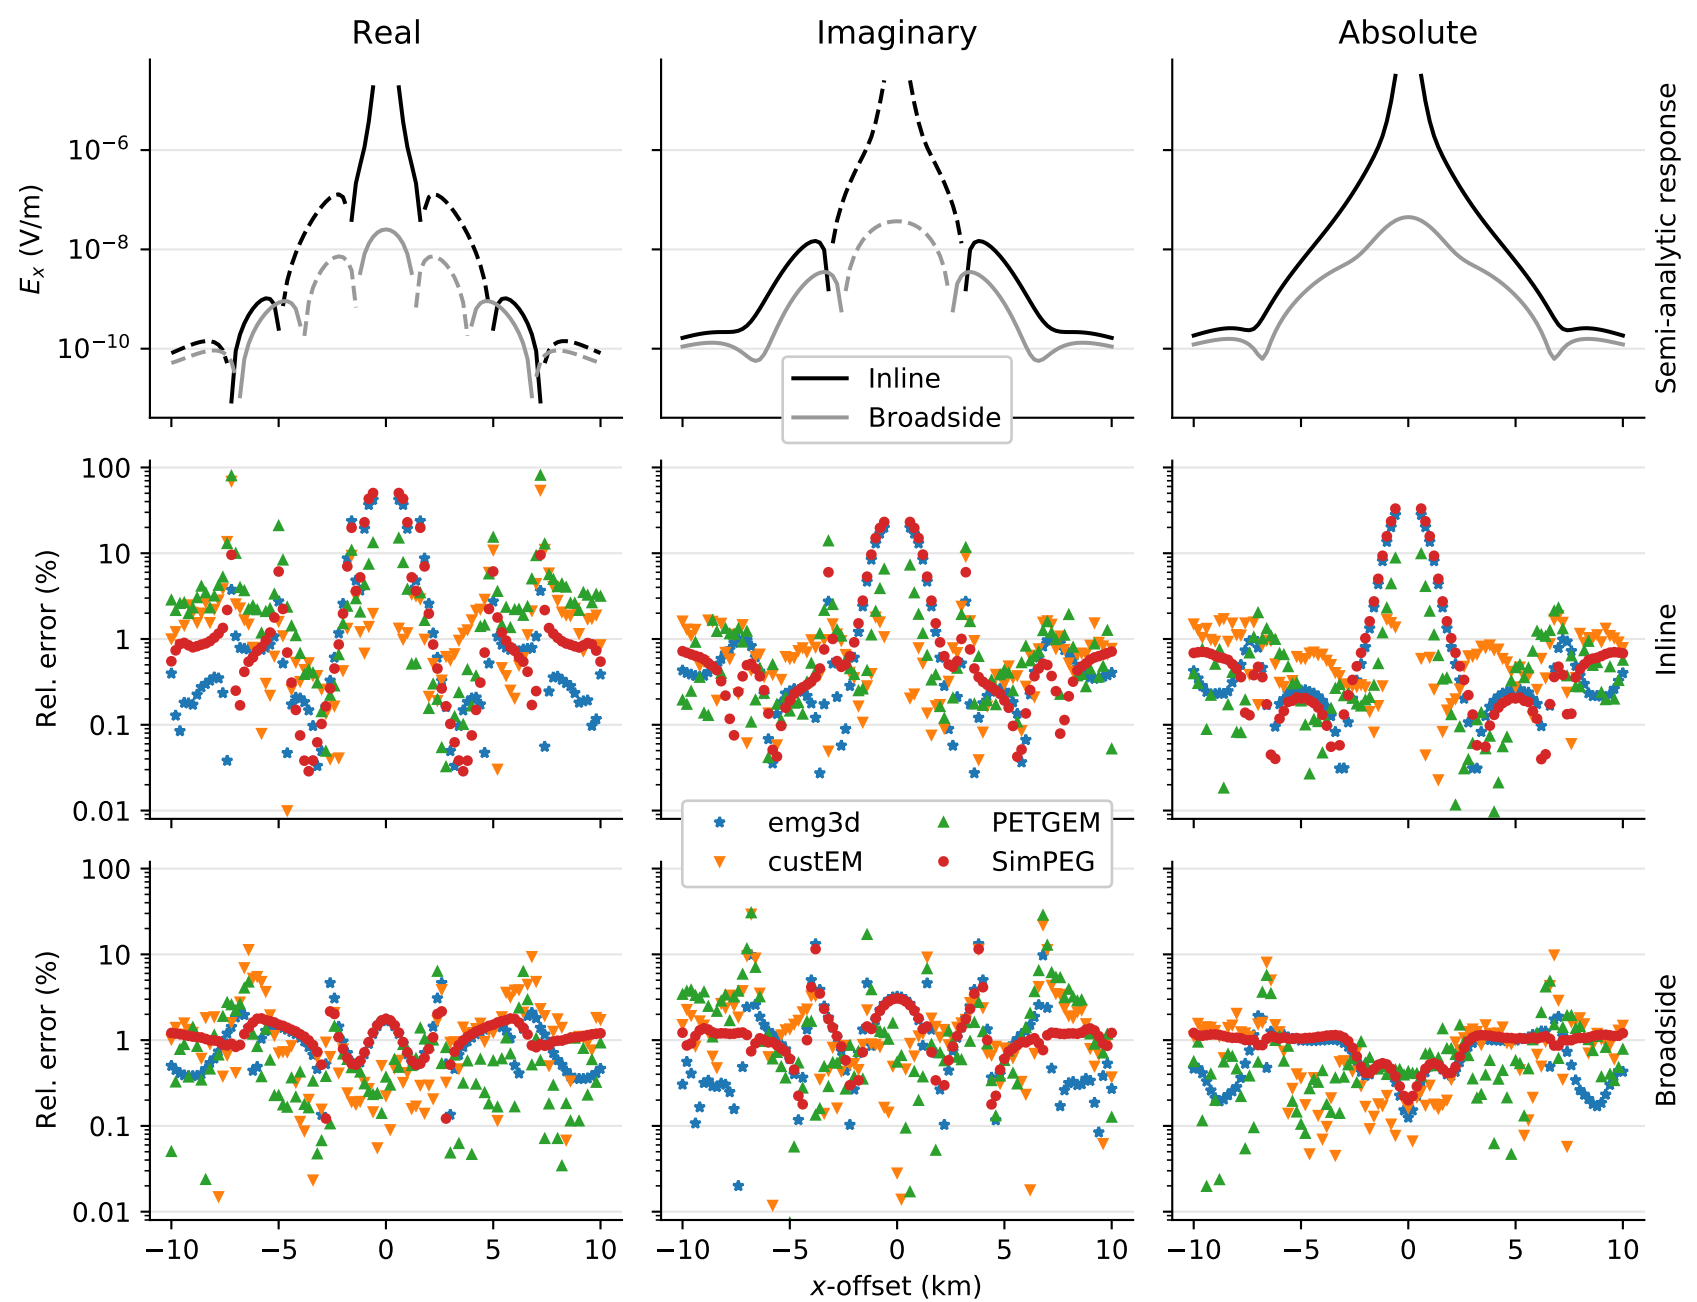 Real Imaginary Absolute
10⁻⁶
10⁻⁸
10⁻¹⁰
Eₓ (V/m)
Semi-analytic response
Inline
Broadside
100
10
1
0.1
0.01
Rel. error (%)
Inline
emg3d PETGEM
custEM SimPEG
100
10
1
0.1
0.01
Rel. error (%)
Broadside
−10 −5 0 5 10 −10 −5 0 5 10 −10 −5 0 5 10
x-offset (km)